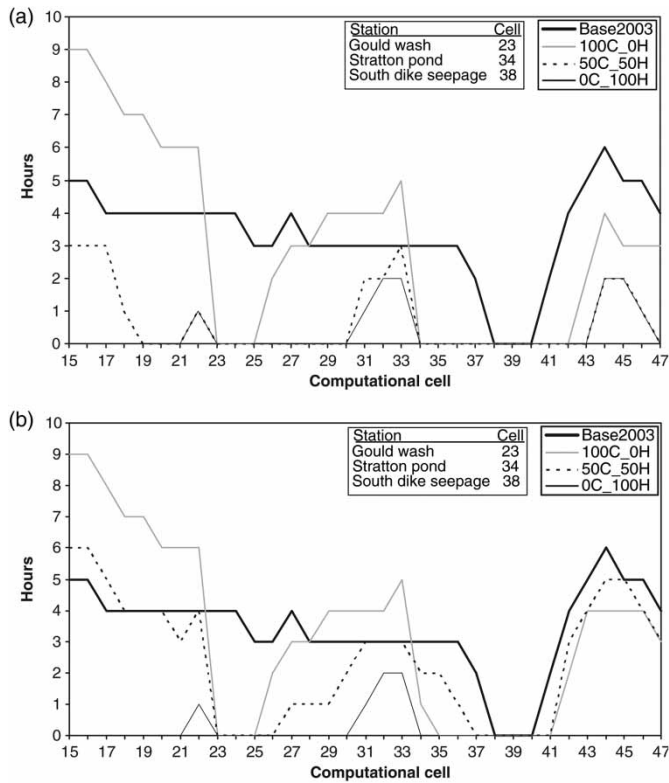 (a)
10
9
8
7
6
5
4
3
2
1
0
Hours
Station Cell
Gould wash 23
Stratton pond 34
South dike seepage 38
Base2003
100C_0H
50C_50H
0C_100H
15 17 19 21 23 25 27 29 31 33 35 37 39 41 43 45 47
Computational cell
(b)
10
9
8
7
6
5
4
3
2
1
0
Hours
Station Cell
Gould wash 23
Stratton pond 34
South dike seepage 38
Base2003
100C_0H
50C_50H
0C_100H
15 17 19 21 23 25 27 29 31 33 35 37 39 41 43 45 47
Computational cell